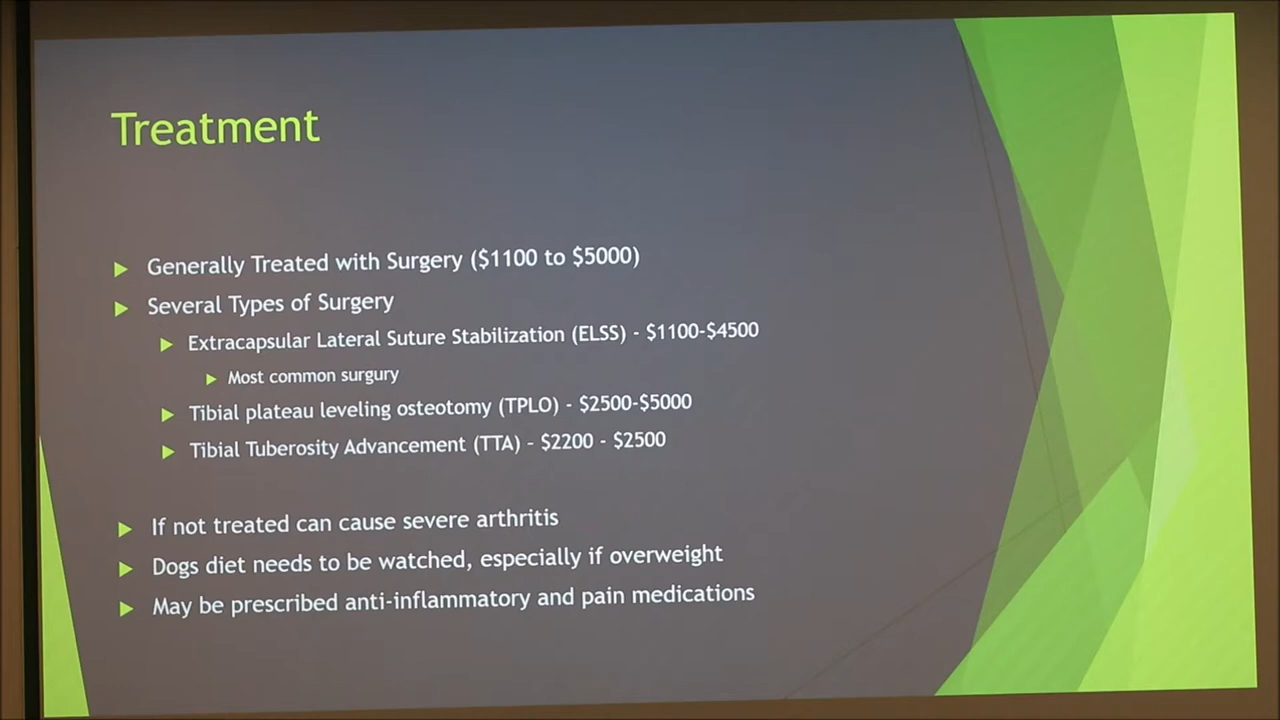 Treatment
Generally Treated with Surgery ($1100 to $5000)
Several Types of Surgery
Extracapsular Lateral Suture Stabilization (ELSS) - $1100-$4500
Most common surgury
Tibial plateau leveling osteotomy (TPLO) - $2500-$5000
Tibial Tuberosity Advancement (TTA) - $2200 - $2500
If not treated can cause severe arthritis
Dogs diet needs to be watched, especially if overweight
May be prescribed anti-inflammatory and pain medications